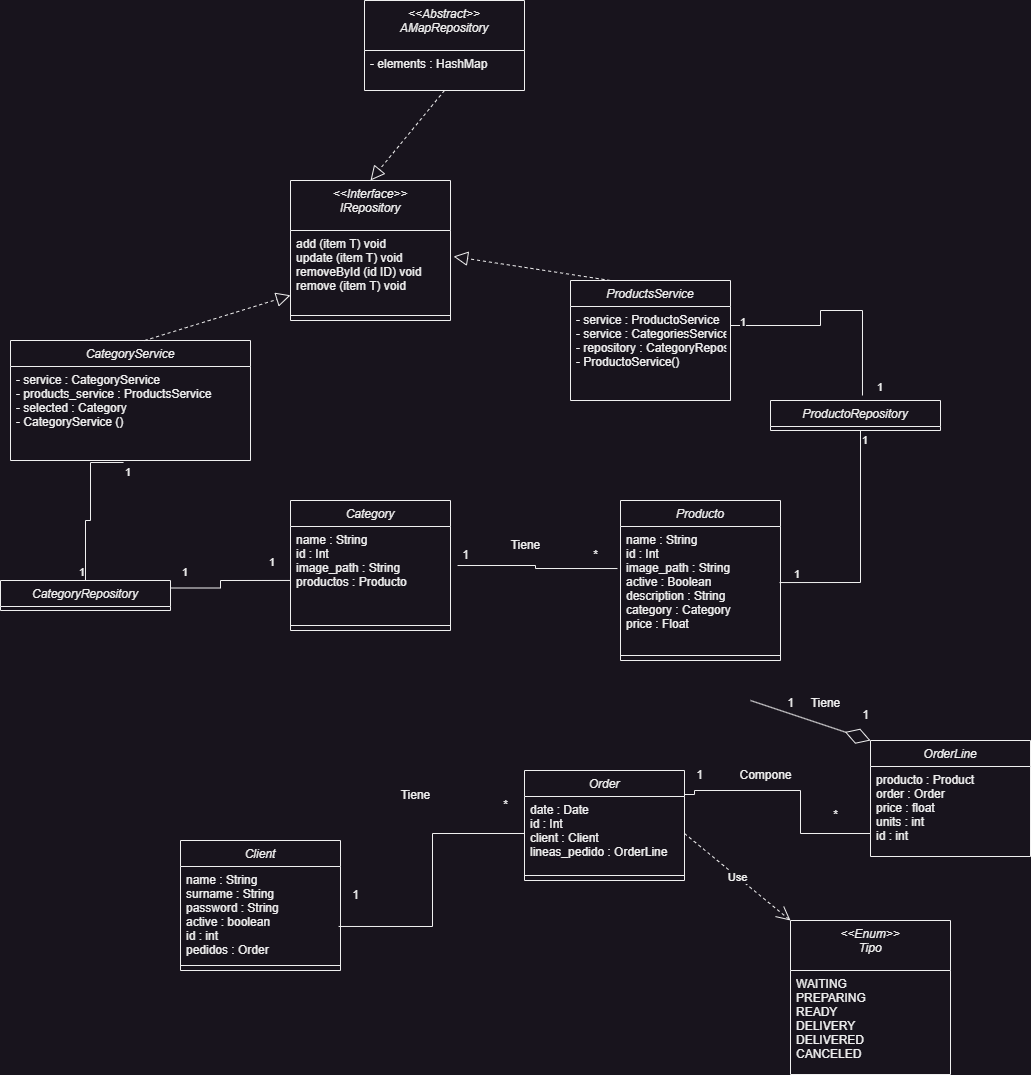 <<Abstract>>
AMapRepository
- elements : HashMap
<<Interface>>
IRepository
add (item T) void
update (item T) void
removeById (id ID) void
remove (item T) void
ProductsService
- service : ProductoService
- service : CategoriesService
- repository : CategoryRepos
- ProductoService()
1
1
CategoryService
- service : CategoryService
- products_service : ProductsService
- selected : Category
- CategoryService ()
1
ProductoRepository
1
Category
name : String
id : Int
image_path : String
productos : Producto
1
Tiene
*
Producto
name : String
id : Int
image_path : String
active : Boolean
description : String
category : Category
price : Float
1
1
1
1
CategoryRepository
1
Tiene
1
OrderLine
producto : Product
order : Order
price : float
units : int
id : int
Order
date : Date
id : Int
client : Client
lineas_pedido : OrderLine
1
Compone
*
Tiene
*
Client
name : String
surname : String
password : String
active : boolean
id : int
pedidos : Order
1
Use
<<Enum>>
Tipo
WAITING
PREPARING
READY
DELIVERY
DELIVERED
CANCELED